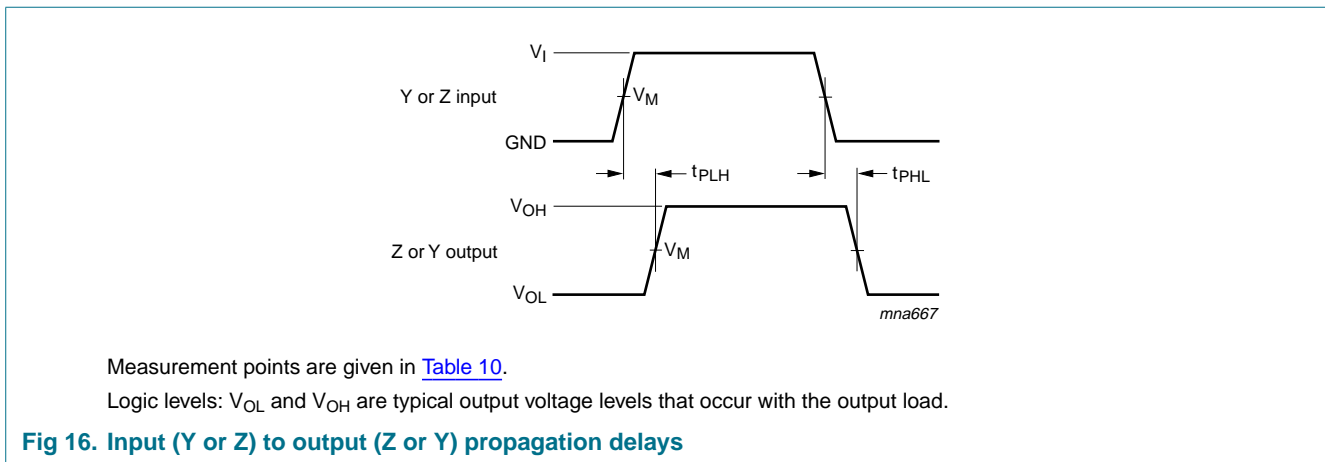 VI
Y or Z input
VM
GND
tPLH
tPHL
VOH
Z or Y output
VM
VOL
mna667
Measurement points are given in Table 10.
Logic levels: VOL and VOH are typical output voltage levels that occur with the output load.
Fig 16. Input (Y or Z) to output (Z or Y) propagation delays